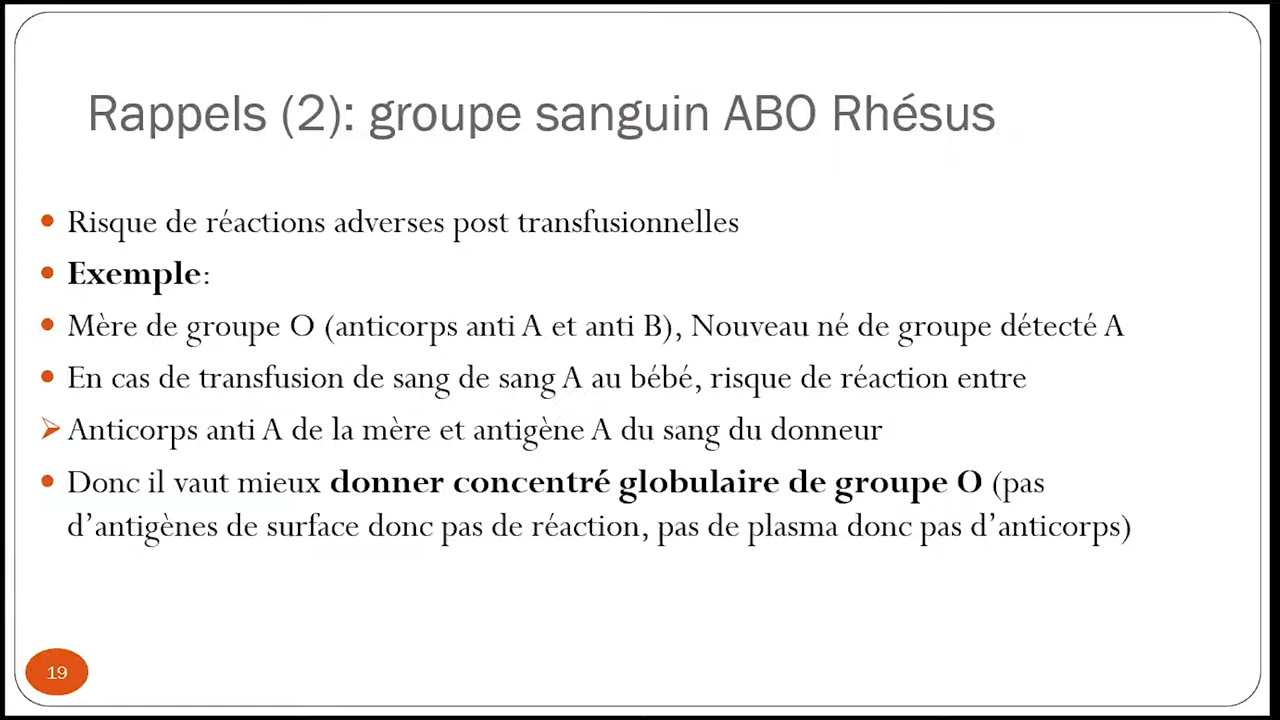 Rappels (2): groupe sanguin ABO Rhésus
• Risque de réactions adverses post transfusionnelles
• Exemple:
• Mère de groupe O (anticorps anti A et anti B), Nouveau né de groupe détecté A
• En cas de transfusion de sang de sang A au bébé, risque de réaction entre
➢ Anticorps anti A de la mère et antigène A du sang du donneur
• Donc il vaut mieux donner concentré globulaire de groupe O (pas
d’antigènes de surface donc pas de réaction, pas de plasma donc pas d’anticorps)
19